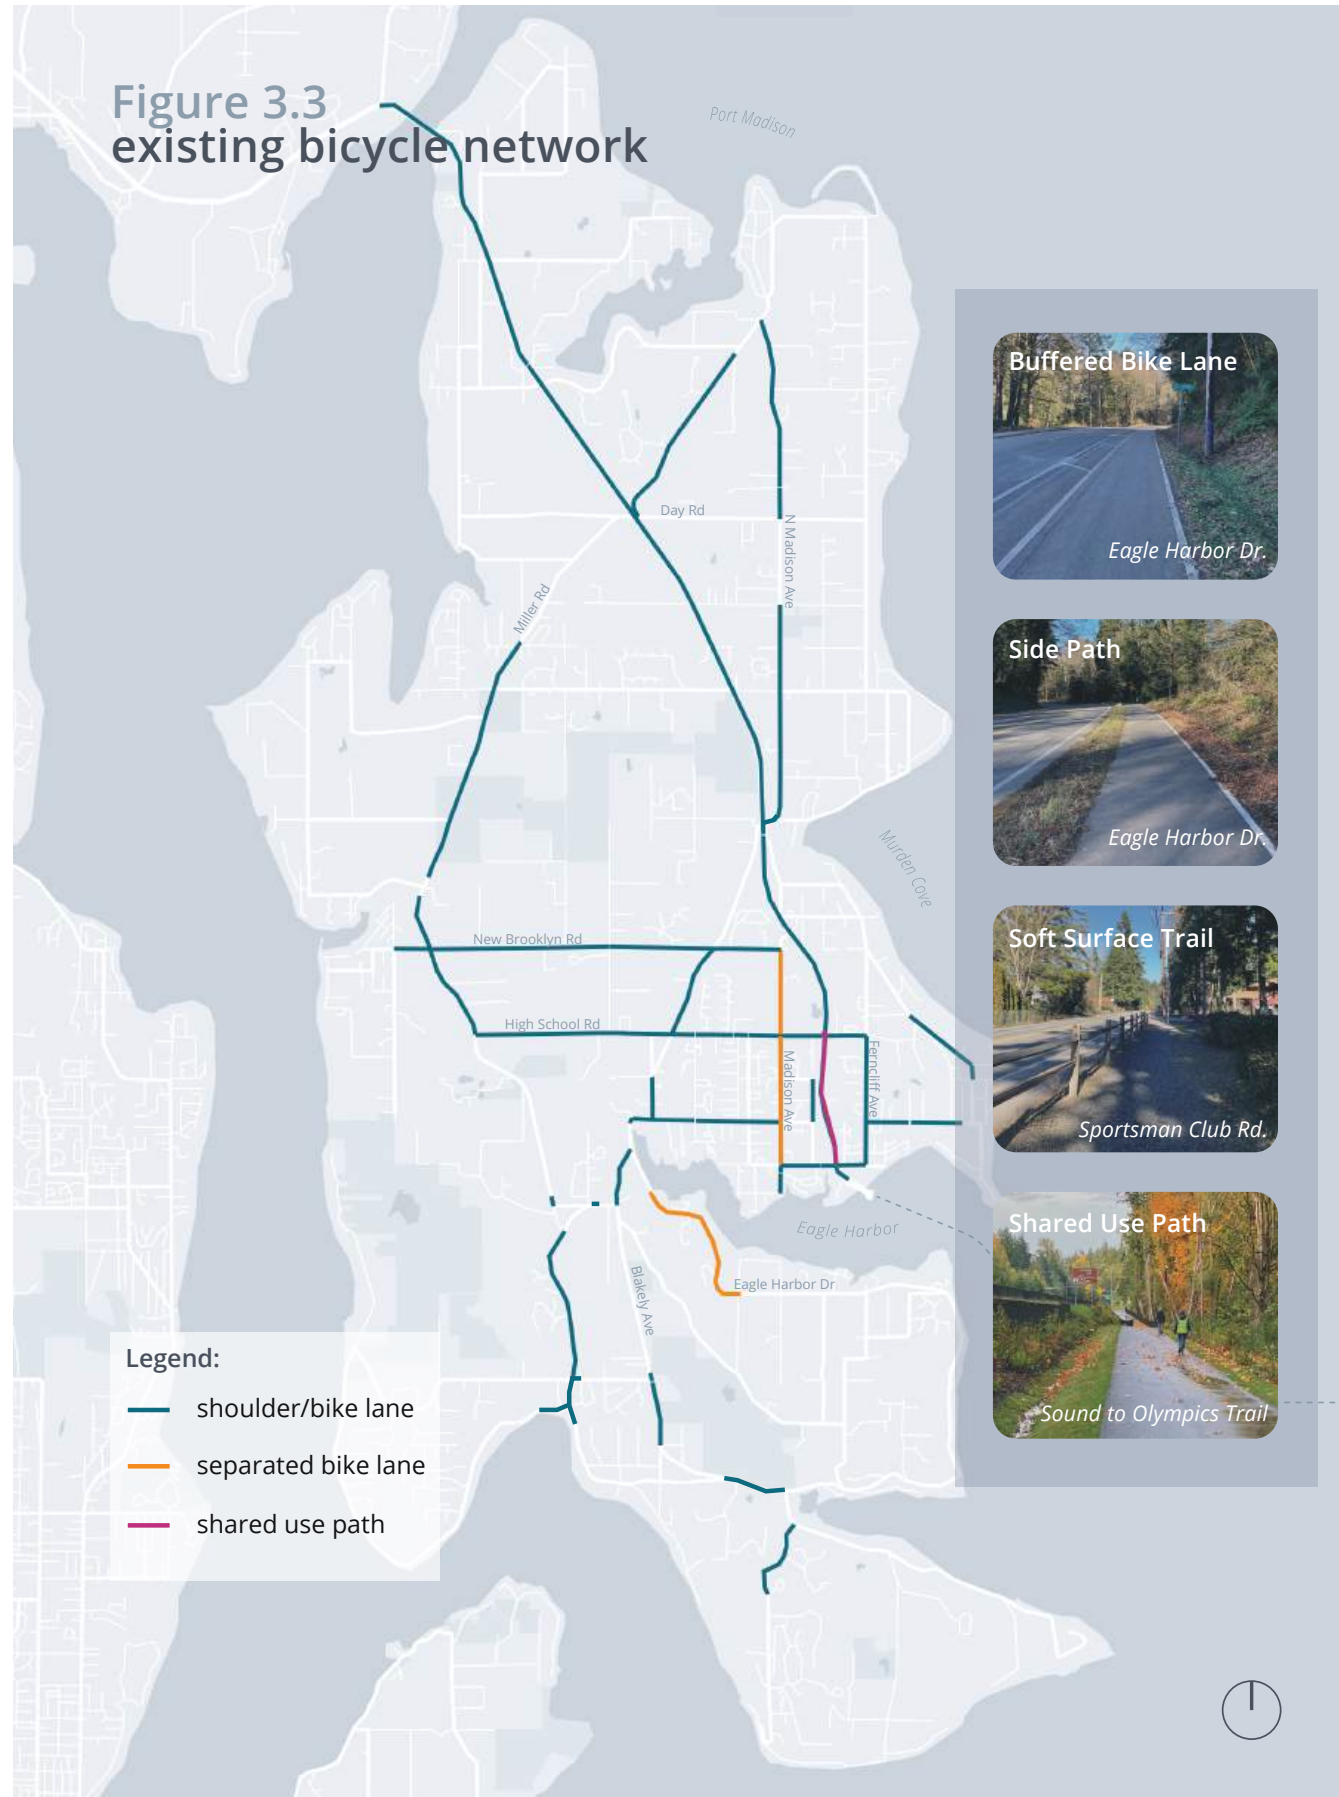 Figure 3.3
existing bicycle network
Port Madison
Day Rd
N Madison Ave
Miller Rd
Murden Cove
New Brooklyn Rd
High School Rd
Madison Ave
Ferncliff Ave
Eagle Harbor
Eagle Harbor Dr
Blakely Ave
Buffered Bike Lane
Eagle Harbor Dr.
Side Path
Eagle Harbor Dr.
Soft Surface Trail
Sportsman Club Rd.
Shared Use Path
Sound to Olympics Trail
Legend:
shoulder/bike lane
separated bike lane
shared use path